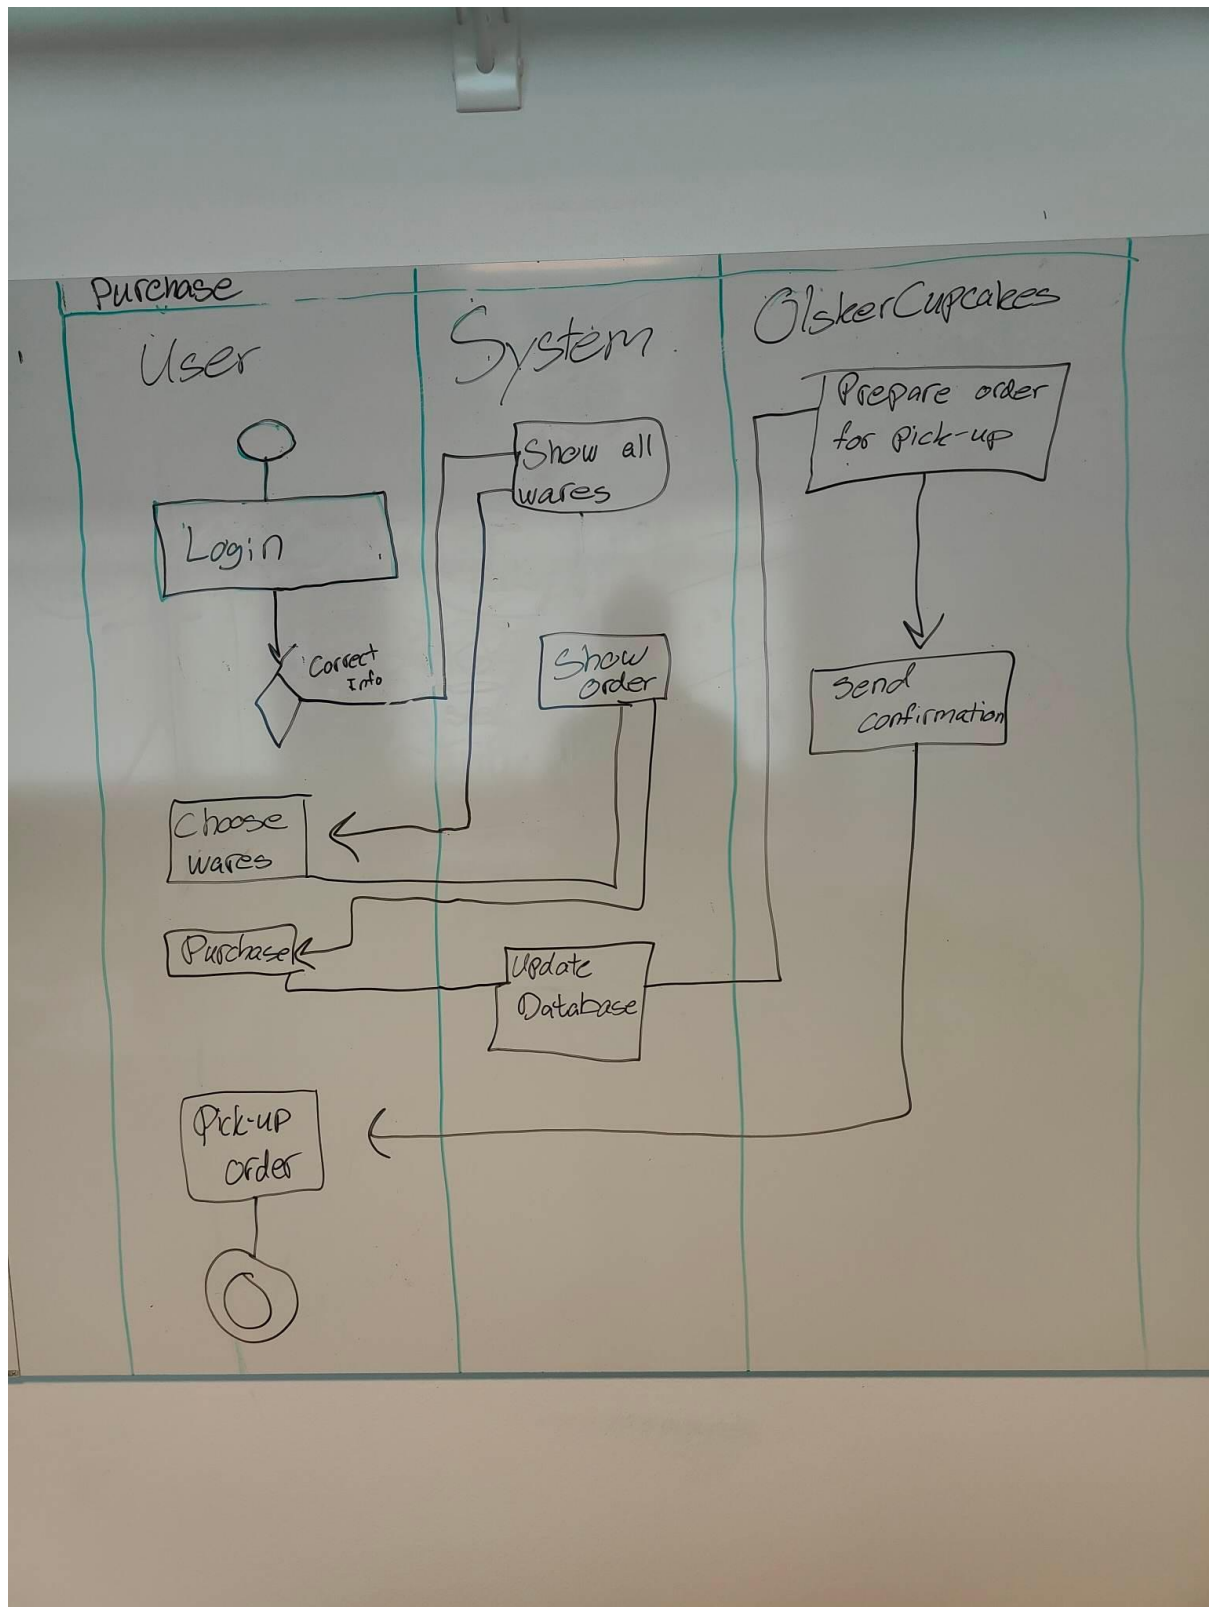 Purchase
User
System
OlskerCupcakes
Login
Correct
Info
Show all
wares
Show
order
Choose
wares
Purchase
Update
Database
Prepare order
for pick-up
Send
confirmation
Pick-up
order